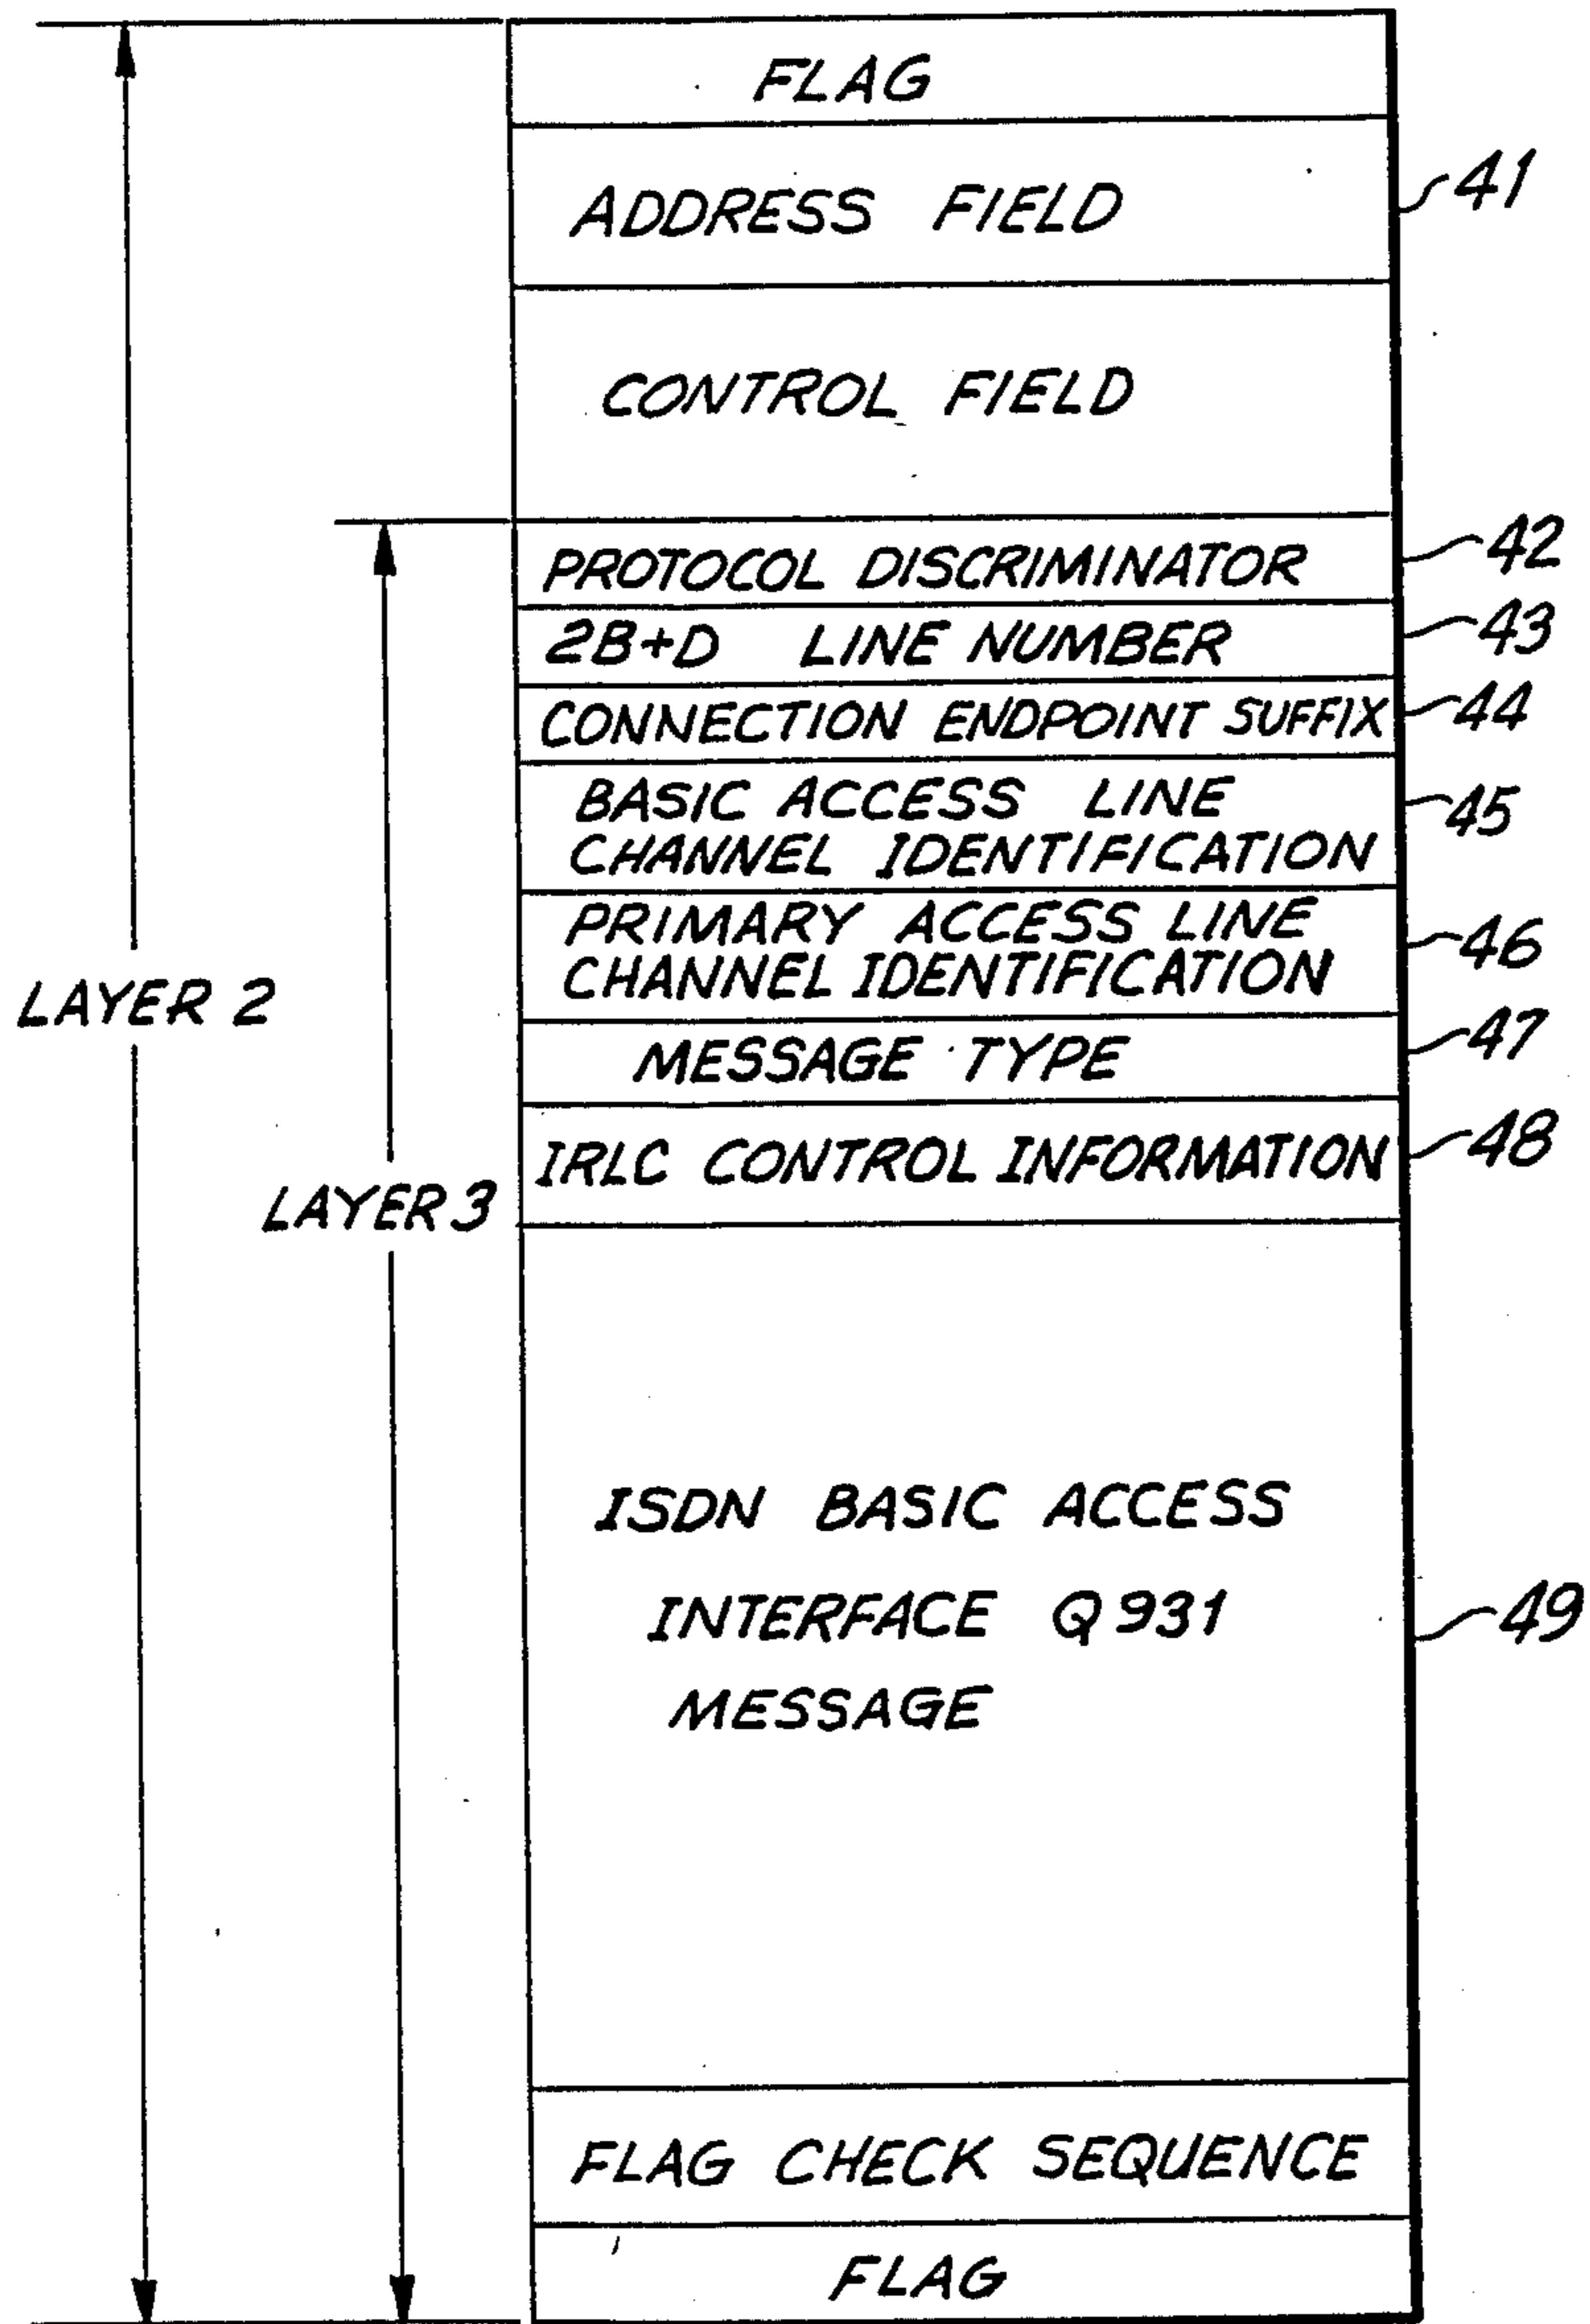 FLAG
ADDRESS FIELD
41
CONTROL FIELD
PROTOCOL DISCRIMINATOR
42
2B+D LINE NUMBER
43
CONNECTION ENDPOINT SUFFIX
44
BASIC ACCESS LINE
CHANNEL IDENTIFICATION
45
PRIMARY ACCESS LINE
CHANNEL IDENTIFICATION
46
LAYER 2
MESSAGE TYPE
47
IRLC CONTROL INFORMATION
48
LAYER 3
ISDN BASIC ACCESS
INTERFACE Q931
MESSAGE
49
FLAG CHECK SEQUENCE
FLAG